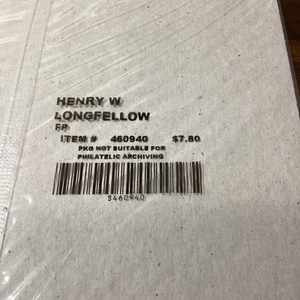 HENRY W
LONGFELLOW
FP
ITEM # 460940 $7.80
PKG NOT SUITABLE FOR
PHILATELIC ARCHIVING
S460940